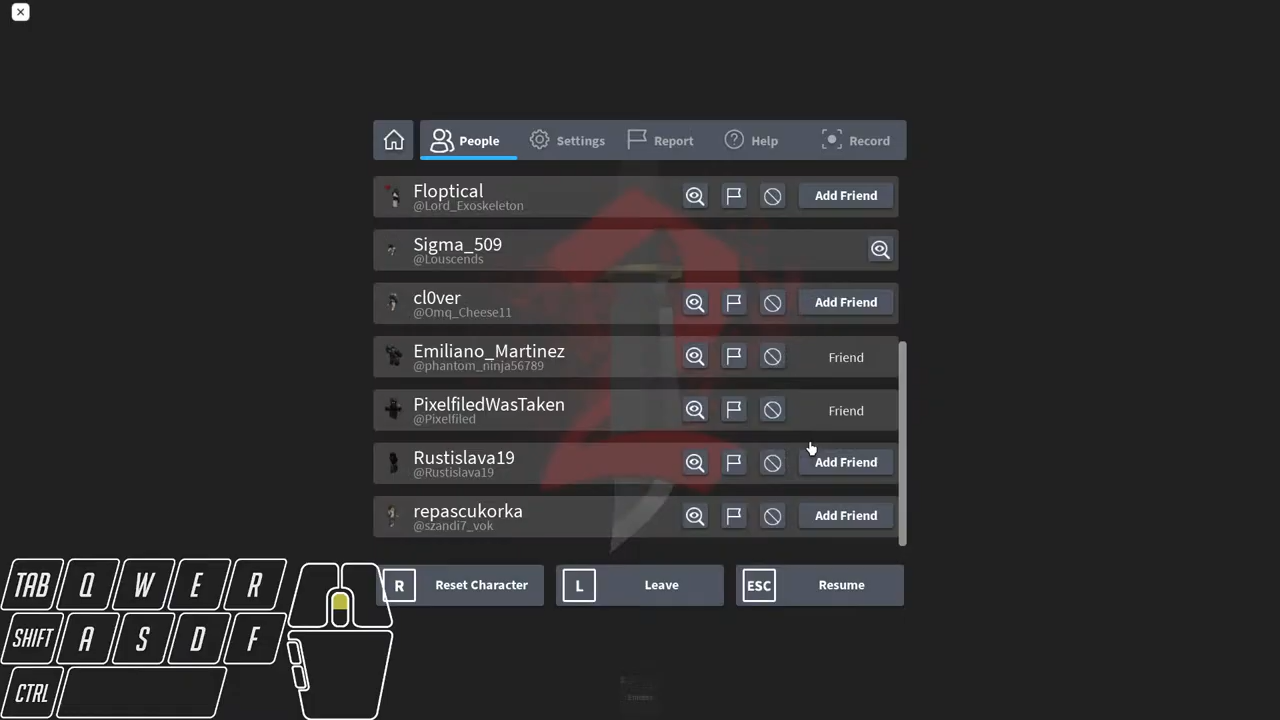 People
Settings
Report
Help
Record
Floptical
@Lord_Exoskeleton
Add Friend
Sigma_509
@Louscends
cl0ver
@Omq_Cheese11
Add Friend
Emiliano_Martinez
@phantom_ninja56789
Friend
PixelfiledWasTaken
@Pixelfiled
Friend
Rustislava19
@Rustislava19
Add Friend
repascukorka
@szandi7_vok
Add Friend
R Reset Character
L Leave
ESC Resume
TAB Q W E R
SHIFT A S D F
CTRL